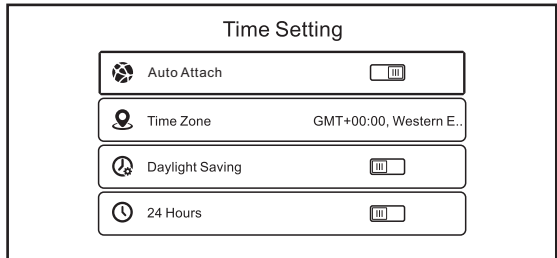 Time Setting
Auto Attach
Time Zone GMT+00:00, Western E..
Daylight Saving
24 Hours